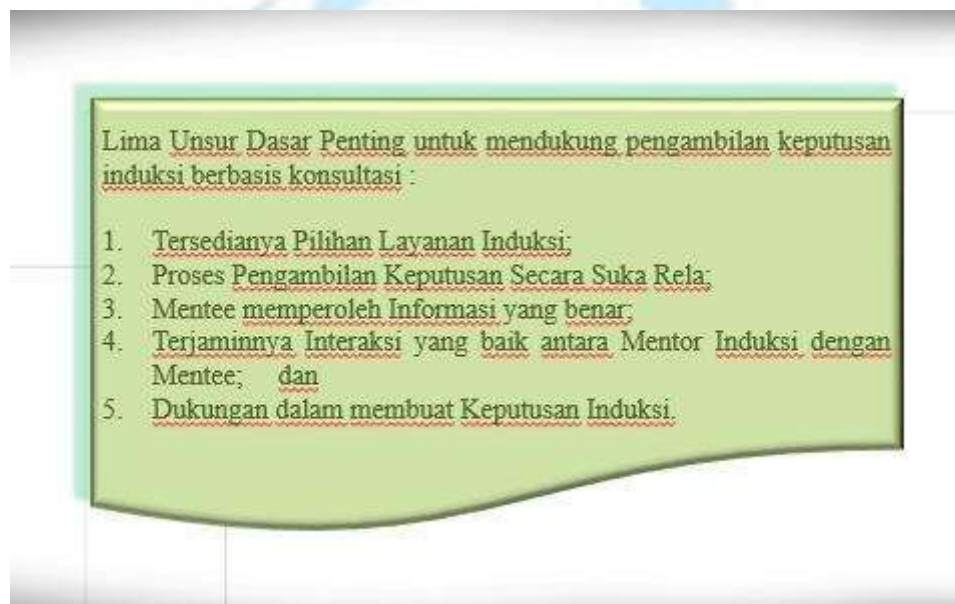 Lima Unsur Dasar Penting untuk mendukung pengambilan keputusan
induksi berbasis konsultasi :
1. Tersedianya Pilihan Layanan Induksi;
2. Proses Pengambilan Keputusan Secara Suka Rela;
3. Mentee memperoleh Informasi yang benar;
4. Terjaminnya Interaksi yang baik antara Mentor Induksi dengan
Mentee; dan
5. Dukungan dalam membuat Keputusan Induksi.